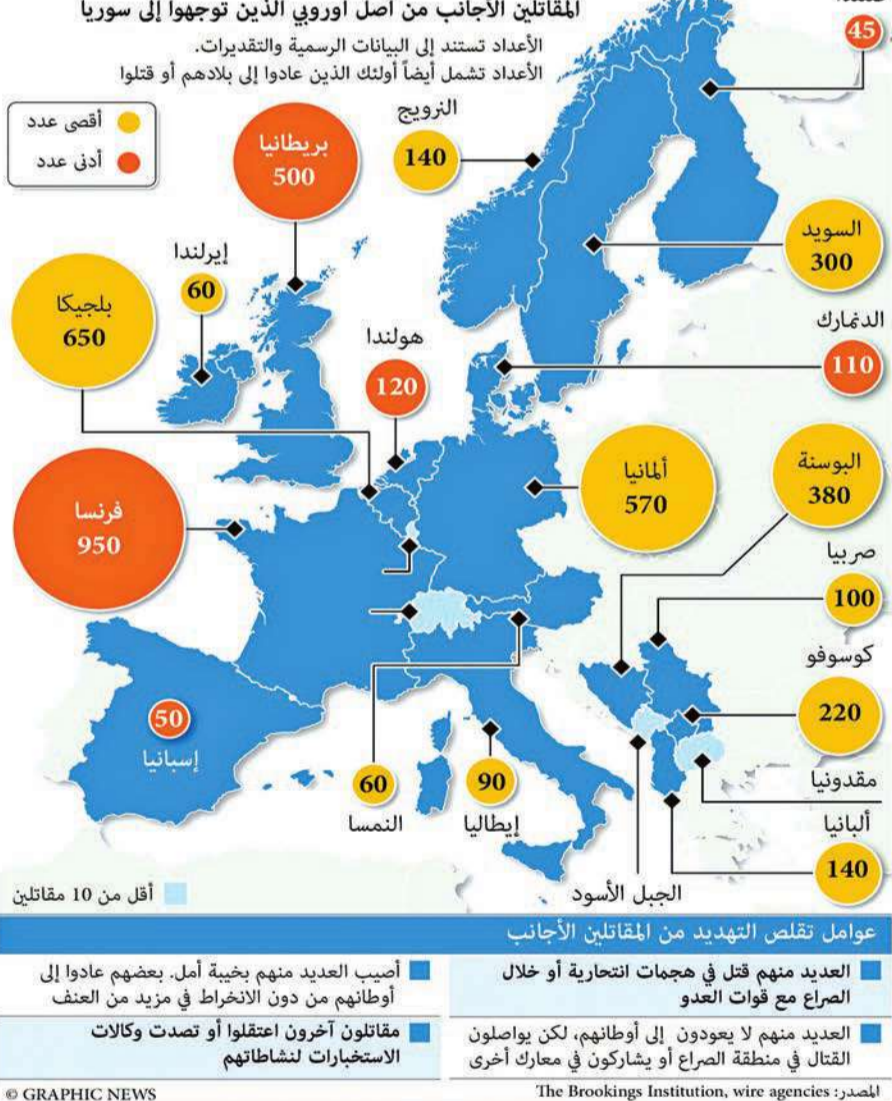 المقاتلين الأجانب من أصل أوروبي الذين توجهوا إلى سوريا
الأعداد تستند إلى البيانات الرسمية والتقديرات.
الأعداد تشمل أيضاً أولئك الذين عادوا إلى بلادهم أو قتلوا
أقصى عدد
أدنى عدد
45
النرويج
140
بريطانيا
500
السويد
300
إيرلندا
60
بلجيكا
650
هولندا
120
الدنمارك
110
البوسنة
380
ألمانيا
570
فرنسا
950
صربيا
100
كوسوفو
220
50
إسبانيا
60
النمسا
90
إيطاليا
مقدونيا
ألبانيا
140
الجبل الأسود
أقل من 10 مقاتلين
عوامل تقلص التهديد من المقاتلين الأجانب
العديد منهم قتل في هجمات انتحارية أو خلال
الصراع مع قوات العدو
العديد منهم لا يعودون إلى أوطانهم، لكن يواصلون
القتال في منطقة الصراع أو يشاركون في معارك أخرى
أصيب العديد منهم بخيبة أمل. بعضهم عادوا إلى
أوطانهم من دون الانخراط في مزيد من العنف
مقاتلون آخرون اعتقلوا أو تصدت وكالات
الاستخبارات لنشاطاتهم
المصدر: The Brookings Institution, wire agencies
© GRAPHIC NEWS